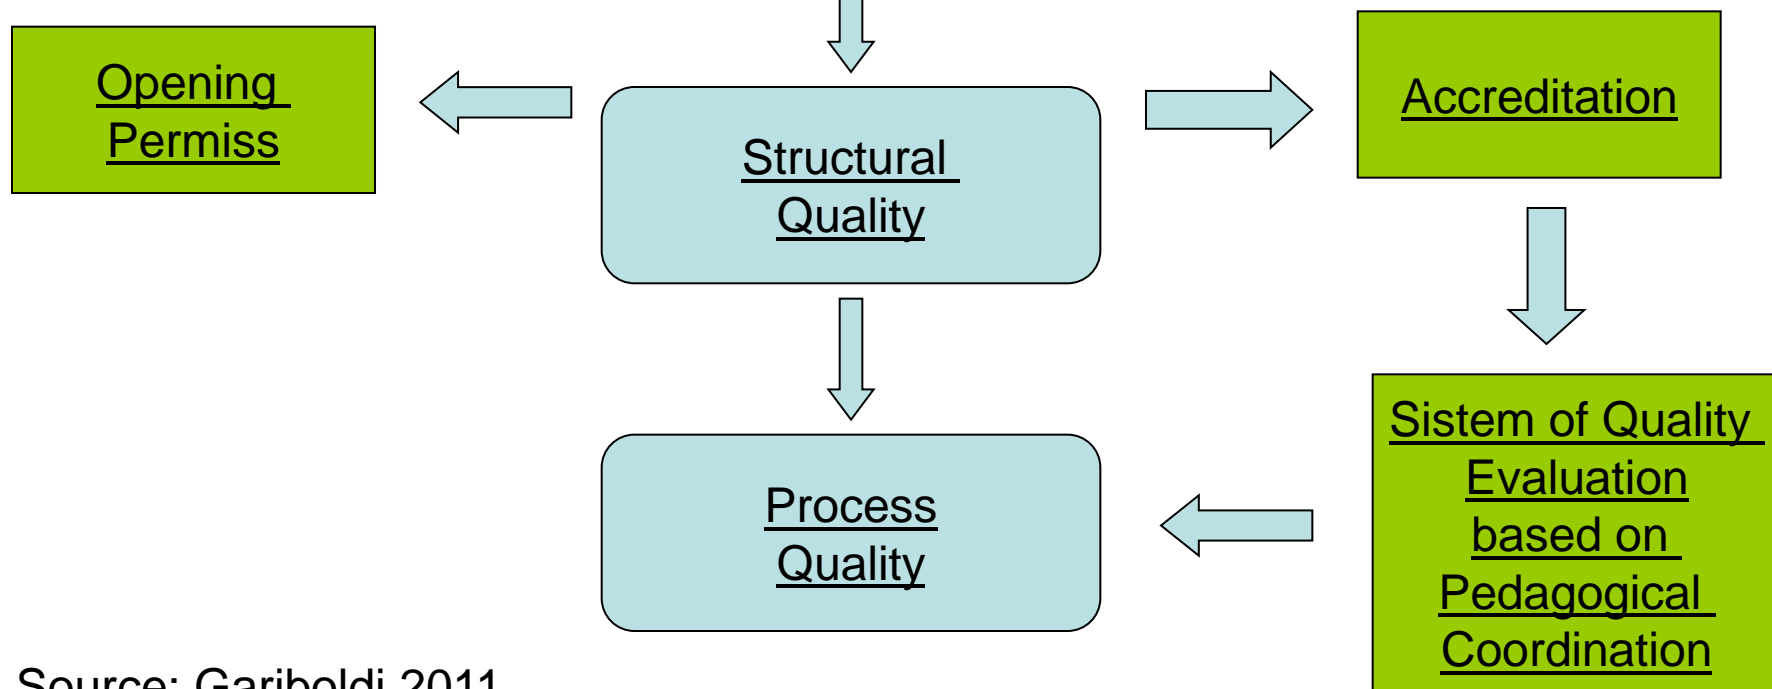 Opening
Permiss
Structural
Quality
Accreditation
Process
Quality
Sistem of Quality
Evaluation
based on
Pedagogical
Coordination
Source: Gariboldi 2011